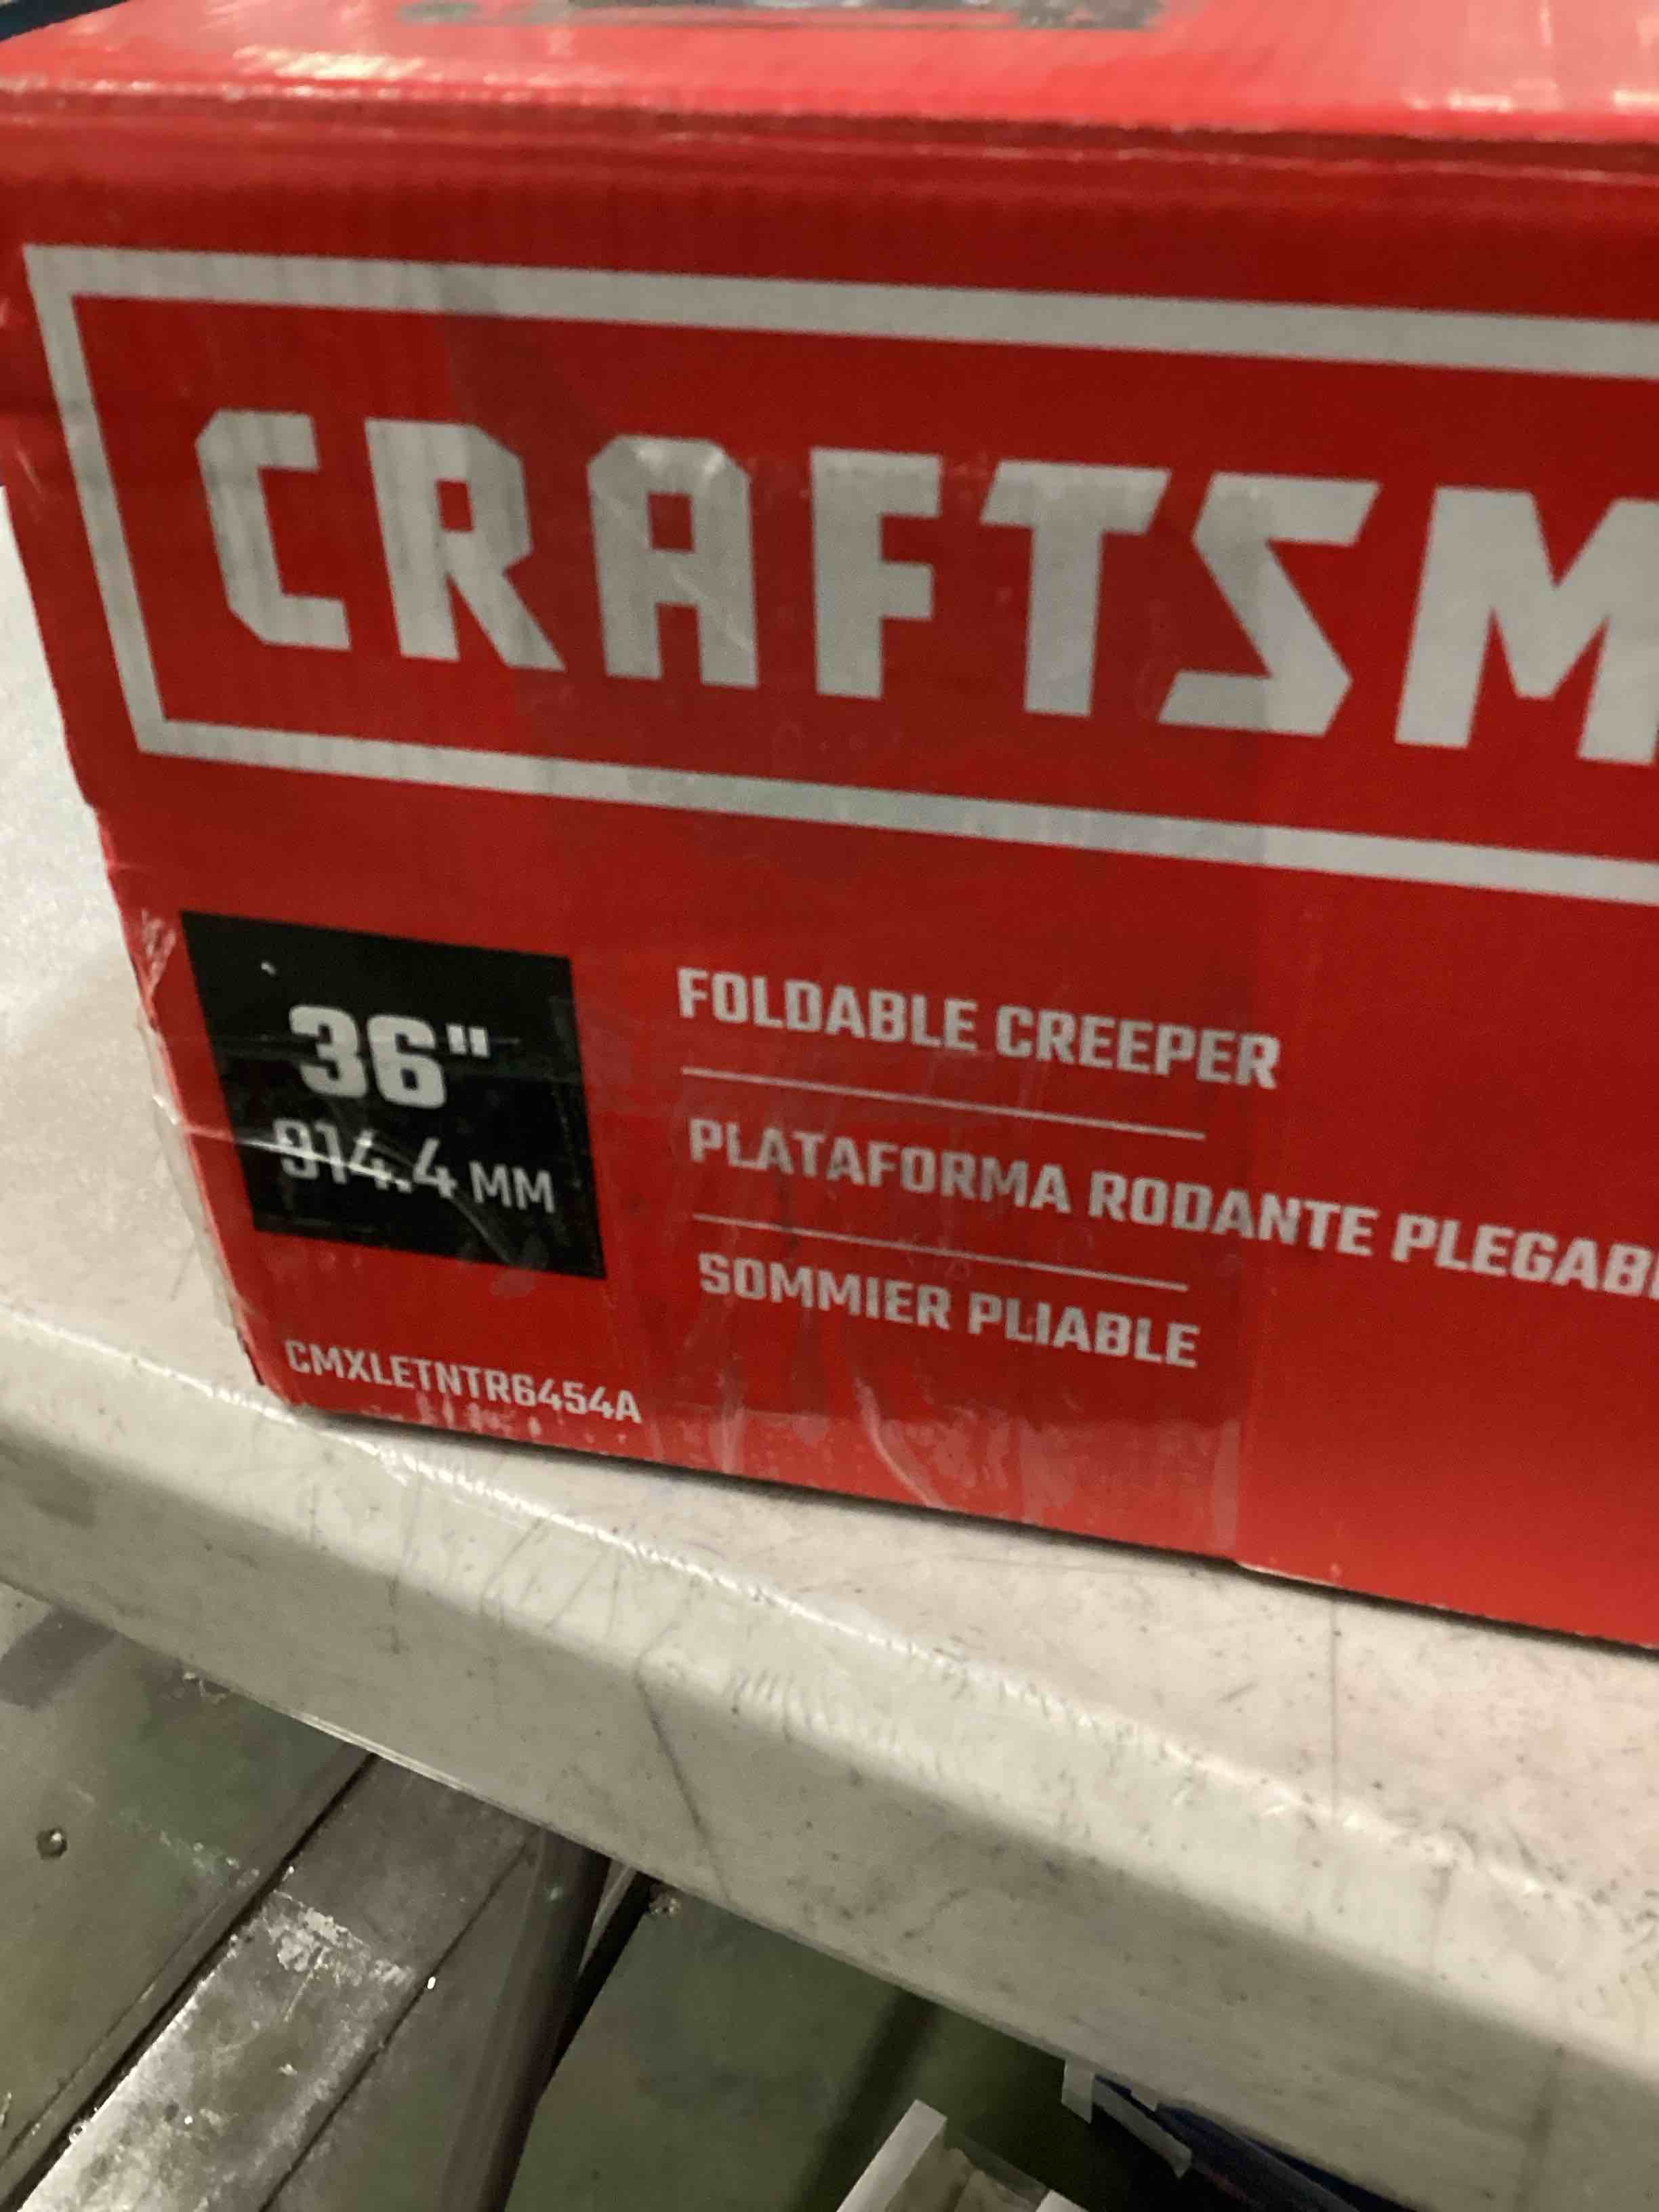 CRAFTSM
36"
914.4 MM
FOLDABLE CREEPER
PLATAFORMA RODANTE PLEGAB
SOMMIER PLIABLE
CMXLETNTR6454A